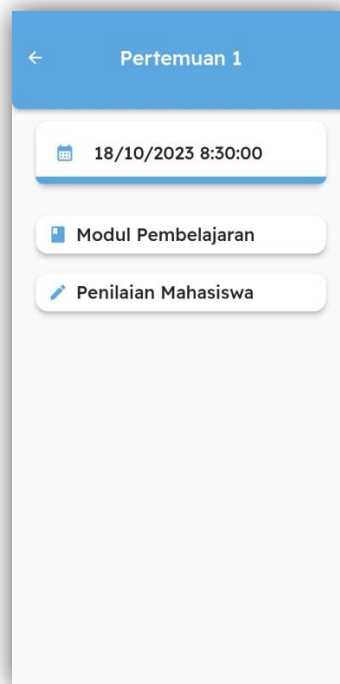 Pertemuan 1
18/10/2023 8:30:00
Modul Pembelajaran
Penilaian Mahasiswa